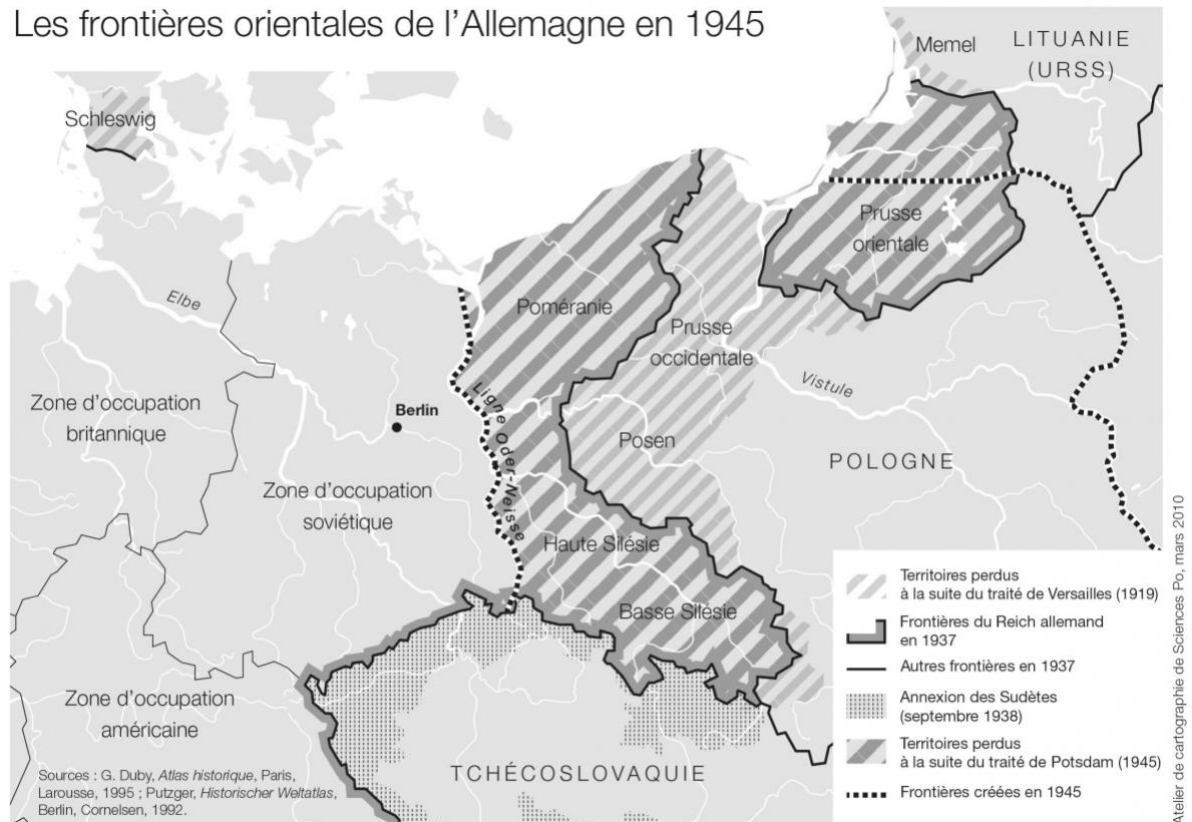 Les frontières orientales de l'Allemagne en 1945
Memel
LITUANIE
(URSS)
Schleswig
Prusse
orientale
Elbe
Poméranie
Prusse
occidentale
Vistule
Zone d'occupation
britannique
Berlin
Ligne Oder-Neisse
Posen
POLOGNE
Zone d'occupation
soviétique
Haute Silésie
Basse Silésie
Zone d'occupation
américaine
TCHÉCOSLOVAQUIE
Sources : G. Duby, Atlas historique, Paris,
Larousse, 1995 ; Putzger, Historischer Weltatlas,
Berlin, Cornelsen, 1992.
Territoires perdus
à la suite du traité de Versailles (1919)
Frontières du Reich allemand
en 1937
Autres frontières en 1937
Annexion des Sudètes
(septembre 1938)
Territoires perdus
à la suite du traité de Potsdam (1945)
Frontières créées en 1945
Atelier de cartographie de Sciences Po, mars 2010